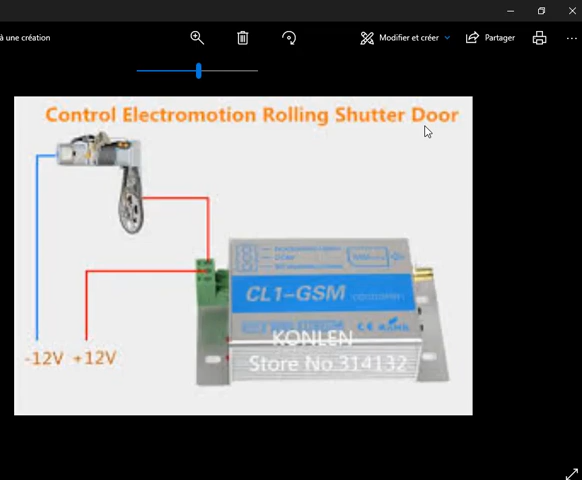 à une création
Modifier et créer
Partager
Control Electromotion Rolling Shutter Door
CL1-GSM
KONLEN
Store No.314132
-12V +12V